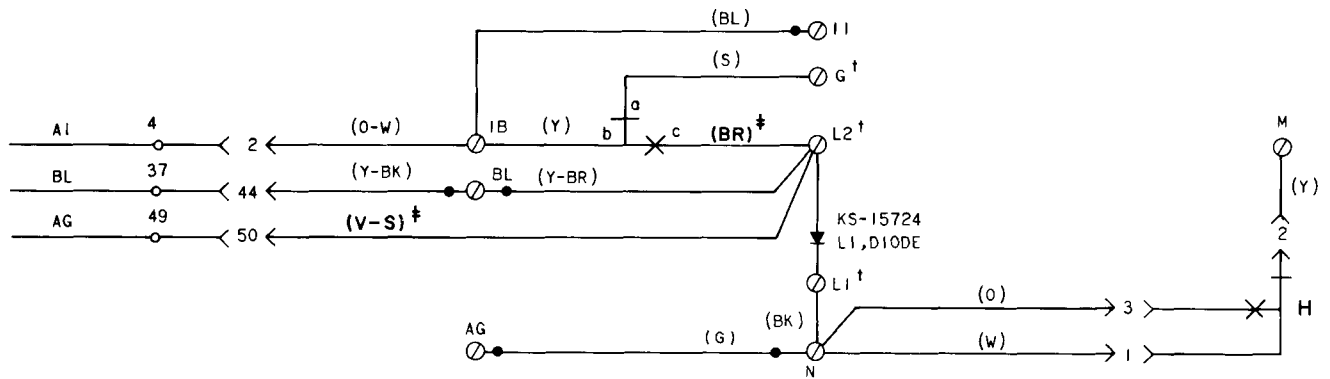 (BL) 11
(S) G†
a
A1 4 2 (O-W) 1B (Y) b c (BR)‡ L2† M
BL 37 44 (Y-BK) BL (Y-BR) (Y)
AG 49 50 (V-S)‡ KS-15724 2
L1, DIODE
L1†
(O) 3 H
AG (G) (BK) (W) 1
N